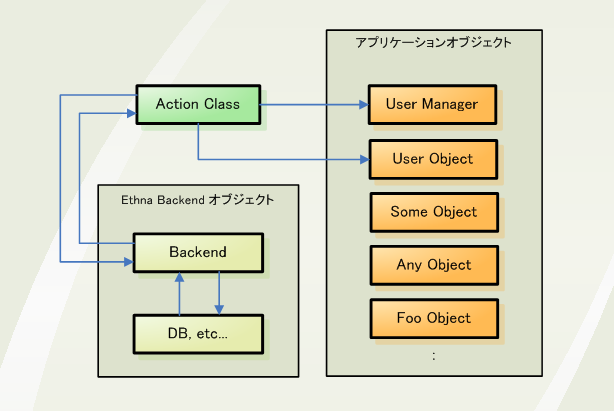 アプリケーションオブジェクト
Action Class
User Manager
User Object
Ethna Backend オブジェクト
Some Object
Backend
Any Object
Foo Object
DB, etc...
: